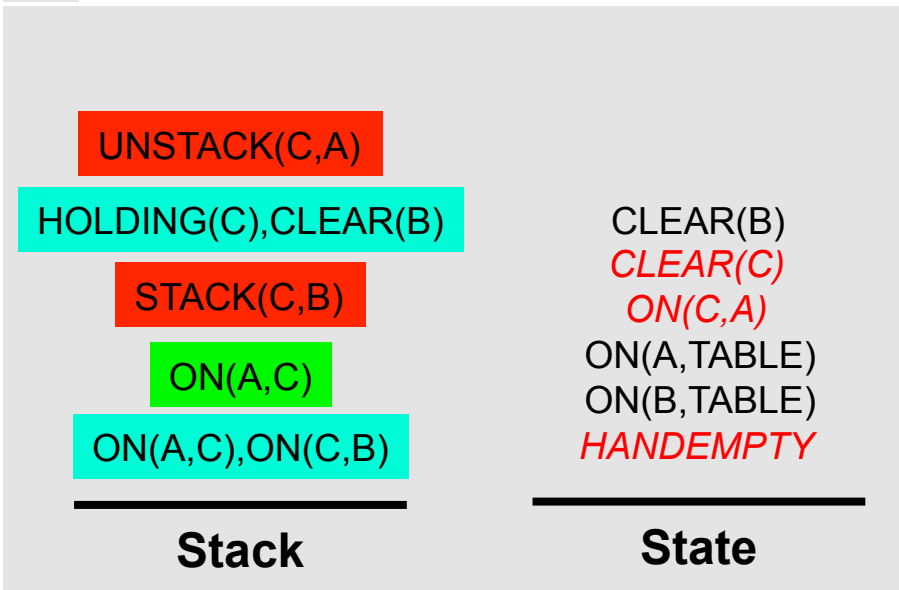 UNSTACK(C,A)
HOLDING(C),CLEAR(B)
STACK(C,B)
ON(A,C)
ON(A,C),ON(C,B)
Stack
CLEAR(B)
CLEAR(C)
ON(C,A)
ON(A,TABLE)
ON(B,TABLE)
HANDEMPTY
State